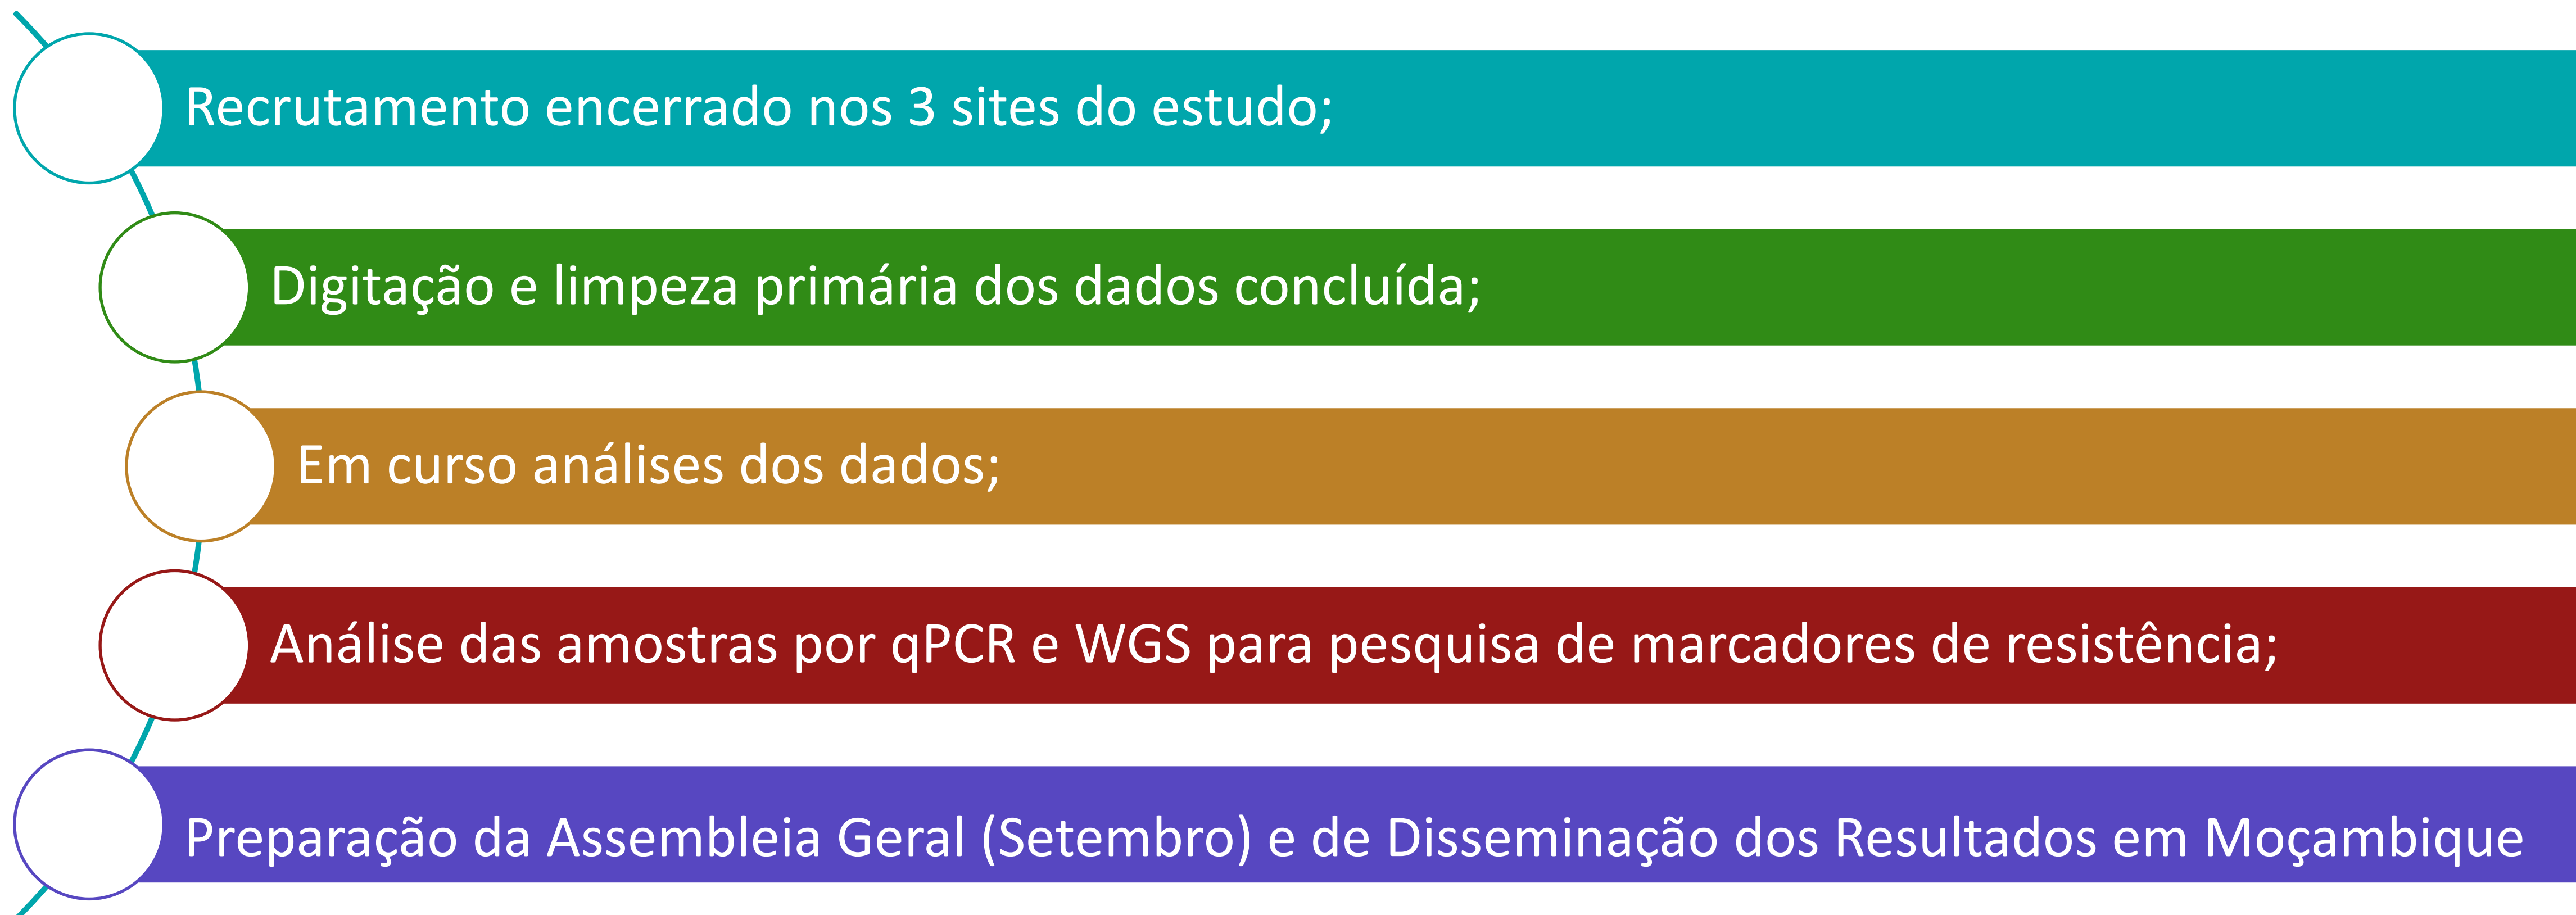 Recrutamento encerrado nos 3 sites do estudo;
Digitação e limpeza primária dos dados concluída;
Em curso análises dos dados;
Análise das amostras por qPCR e WGS para pesquisa de marcadores de resistência;
Preparação da Assembleia Geral (Setembro) e de Disseminação dos Resultados em Moçambique